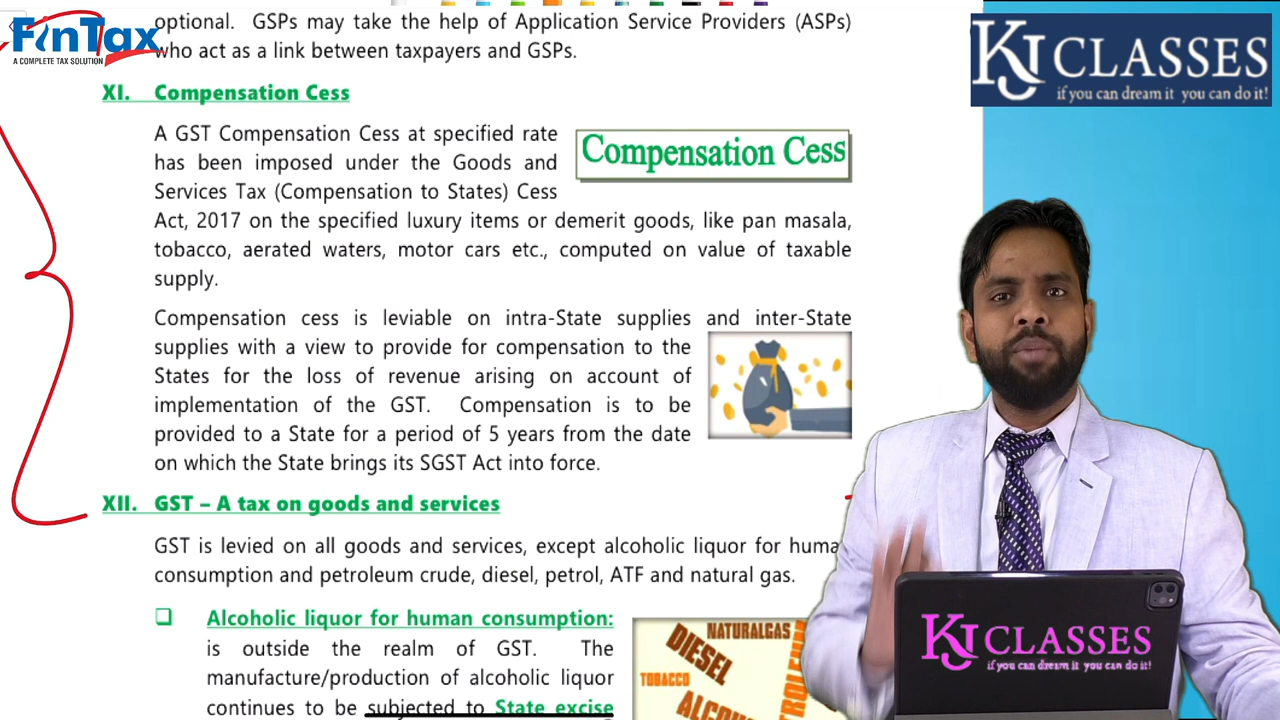 optional. GSPs may take the help of Application Service Providers (ASPs)
FinTax
A COMPLETE TAX SOLUTION
who act as a link between taxpayers and GSPs.
KJ CLASSES
if you can dream it you can do it!
XI. Compensation Cess
A GST Compensation Cess at specified rate
has been imposed under the Goods and
Services Tax (Compensation to States) Cess
Compensation Cess
Act, 2017 on the specified luxury items or demerit goods, like pan masala,
tobacco, aerated waters, motor cars etc., computed on value of taxable
supply.
Compensation cess is leviable on intra-State supplies and inter-State
supplies with a view to provide for compensation to the
States for the loss of revenue arising on account of
implementation of the GST. Compensation is to be
provided to a State for a period of 5 years from the date
on which the State brings its SGST Act into force.
XII. GST – A tax on goods and services
GST is levied on all goods and services, except alcoholic liquor for huma
consumption and petroleum crude, diesel, petrol, ATF and natural gas.
❑ Alcoholic liquor for human consumption:
is outside the realm of GST. The
manufacture/production of alcoholic liquor
continues to be subjected to State excise
NATURALGAS
DIESEL
TOBACCO
KJ CLASSES
if you can dream it you can do it!